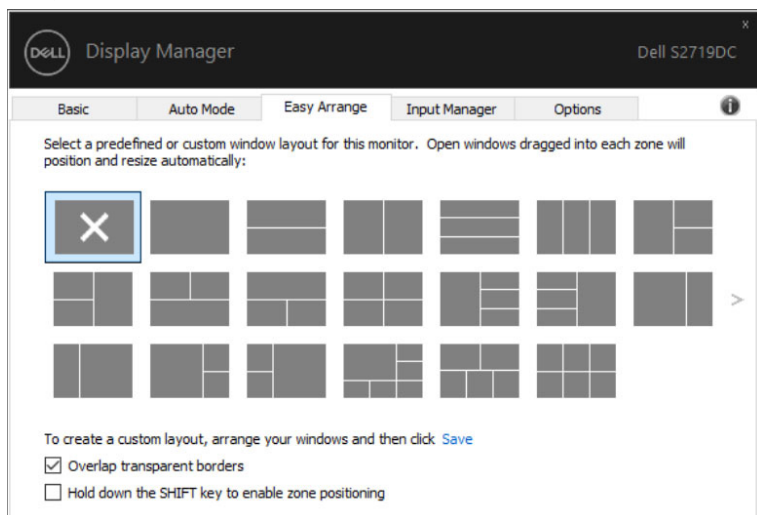 x
DELL Display Manager Dell S2719DC
Basic Auto Mode Easy Arrange Input Manager Options i
Select a predefined or custom window layout for this monitor. Open windows dragged into each zone will
position and resize automatically:
>
To create a custom layout, arrange your windows and then click Save
Overlap transparent borders
Hold down the SHIFT key to enable zone positioning